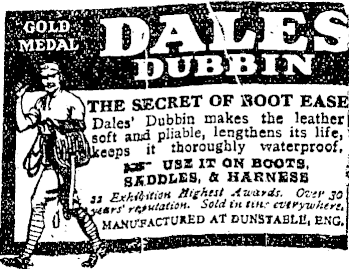 GOLD
MEDAL
DALES
DUBBIN
THE SECRET OF BOOT EASE
Dales' Dubbin makes the leather
soft and pliable, lengthens its life,
keeps it thoroughly waterproof,
☞ USE IT ON BOOTS,
SADDLES, & HARNESS
22 Exhibition Highest Awards. Over 30
years' reputation. Sold in tins everywhere.
MANUFACTURED AT DUNSTABLE, ENG.